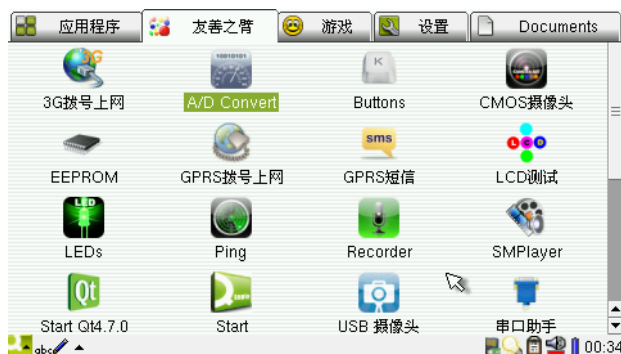 应用程序 友善之臂 游戏 设置 Documents
3G拨号上网 A/D Convert Buttons CMOS摄像头
EEPROM GPRS拨号上网 GPRS短信 LCD测试
LEDs Ping Recorder SMPlayer
Start Qt4.7.0 Start USB 摄像头 串口助手
abc 00:34